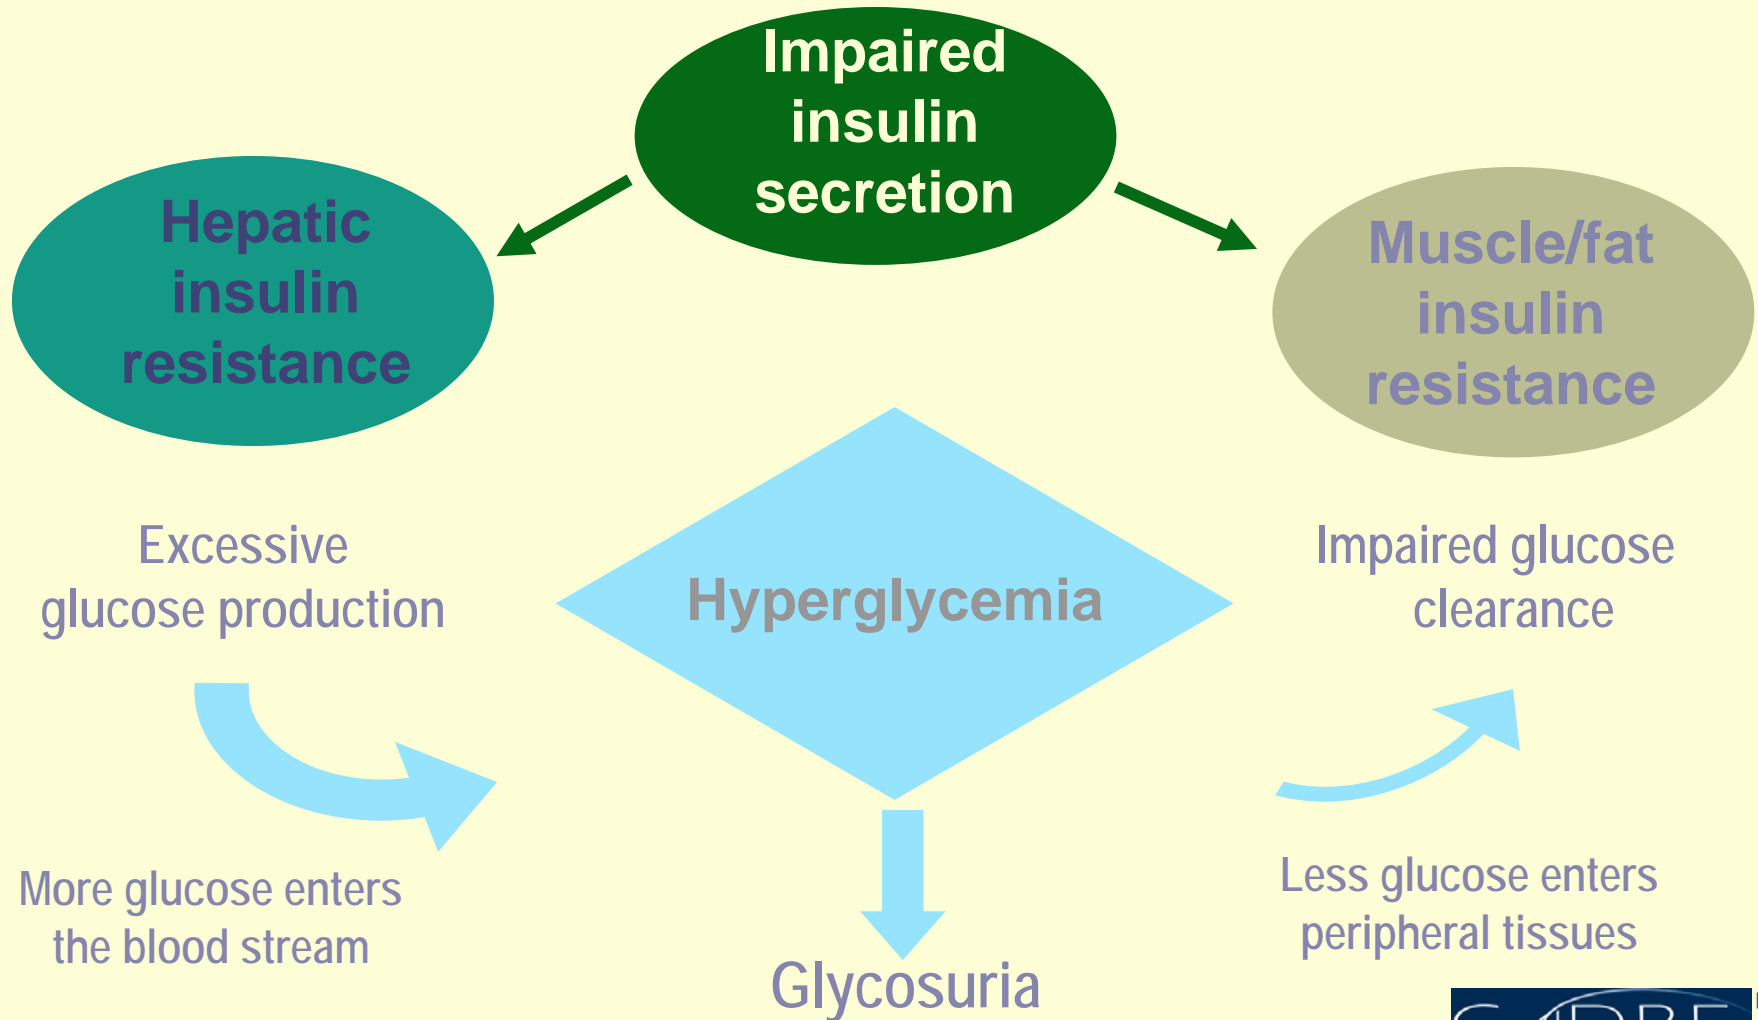 Impaired
insulin
secretion
Hepatic
insulin
resistance
Muscle/fat
insulin
resistance
Excessive
glucose production
Hyperglycemia
Impaired glucose
clearance
More glucose enters
the blood stream
Less glucose enters
peripheral tissues
Glycosuria